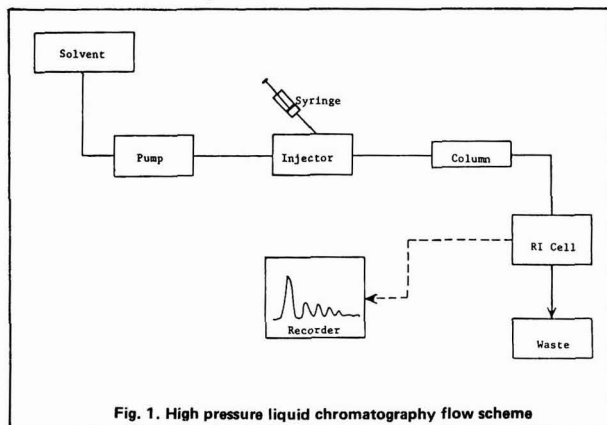 Solvent
Syringe
Pump
Injector
Column
RI Cell
Recorder
Waste
Fig. 1. High pressure liquid chromatography flow scheme